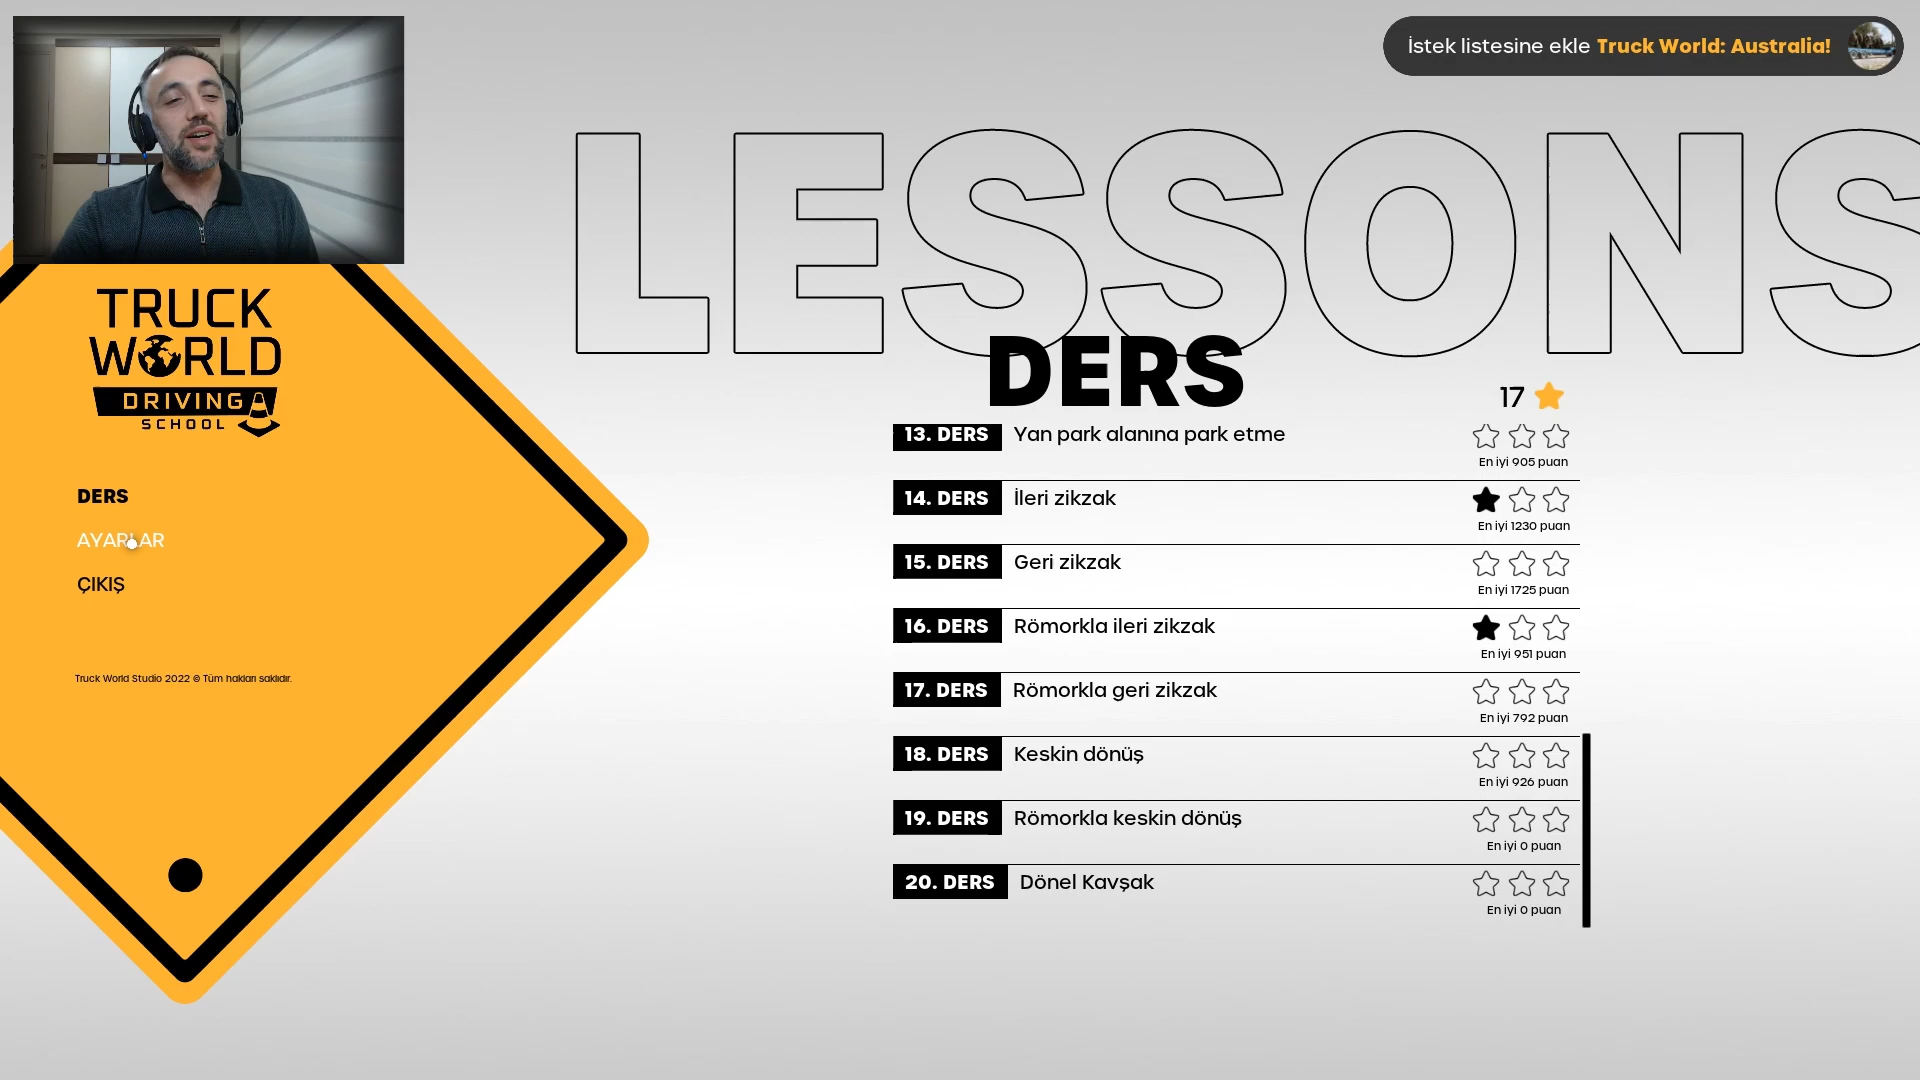 İstek listesine ekle Truck World: Australia!
LESSONS
TRUCK
WORLD
DRIVING
SCHOOL
DERS
AYARLAR
ÇIKIŞ
Truck World Studio 2022 © Tüm hakları saklıdır.
DERS
17
13. DERS Yan park alanına park etme
En iyi 905 puan
14. DERS İleri zikzak
En iyi 1230 puan
15. DERS Geri zikzak
En iyi 1725 puan
16. DERS Römorkla ileri zikzak
En iyi 951 puan
17. DERS Römorkla geri zikzak
En iyi 792 puan
18. DERS Keskin dönüş
En iyi 926 puan
19. DERS Römorkla keskin dönüş
En iyi 0 puan
20. DERS Dönel Kavşak
En iyi 0 puan